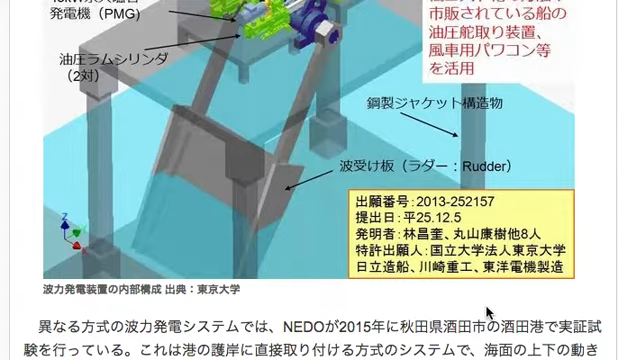 発電機（PMG)
油圧ラムシリンダ
（2対）
市販されている船の
油圧舵取り装置、
風車用パワコン等
を活用
鋼製ジャケット構造物
波受け板（ラダー：Rudder）
出願番号：2013-252157
提出日：平25.12.5
発明者：林昌奎、丸山康樹他8人
特許出願人：国立大学法人東京大学
日立造船、川崎重工、東洋電機製造
Z
X
波力発電装置の内部構成 出典：東京大学
異なる方式の波力発電システムでは、NEDOが2015年に秋田県酒田市の酒田港で実証試
験を行っている。これは港の護岸に直接取り付ける方式のシステムで、海面の上下の動き